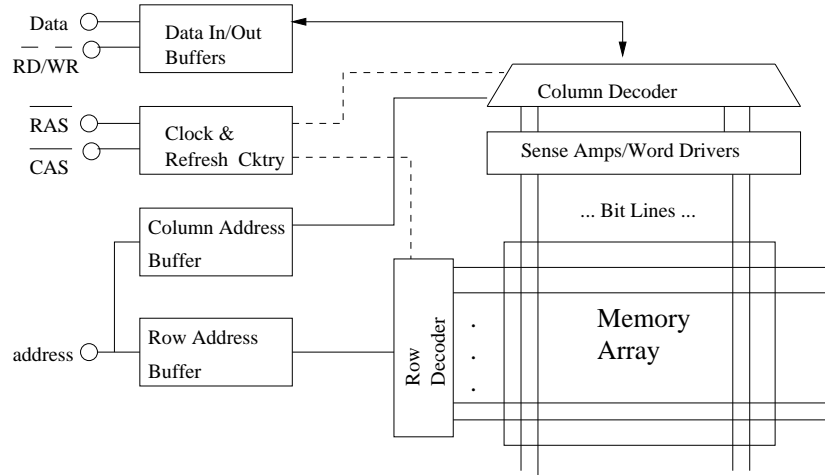 Data
RD/WR
Data In/Out
Buffers
Column Decoder
RAS
CAS
Clock &
Refresh Cktry
Sense Amps/Word Drivers
... Bit Lines ...
Column Address
Buffer
address
Row Address
Buffer
Row
Decoder
.
.
.
Memory
Array